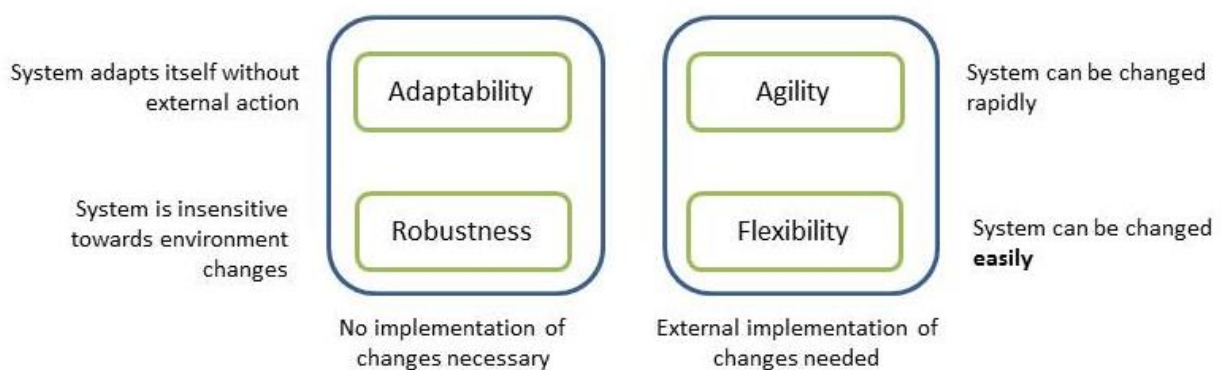 System adapts itself without
external action
Adaptability
Agility
System can be changed
rapidly
System is insensitive
towards environment
changes
Robustness
Flexibility
System can be changed
easily
No implementation of
changes necessary
External implementation of
changes needed